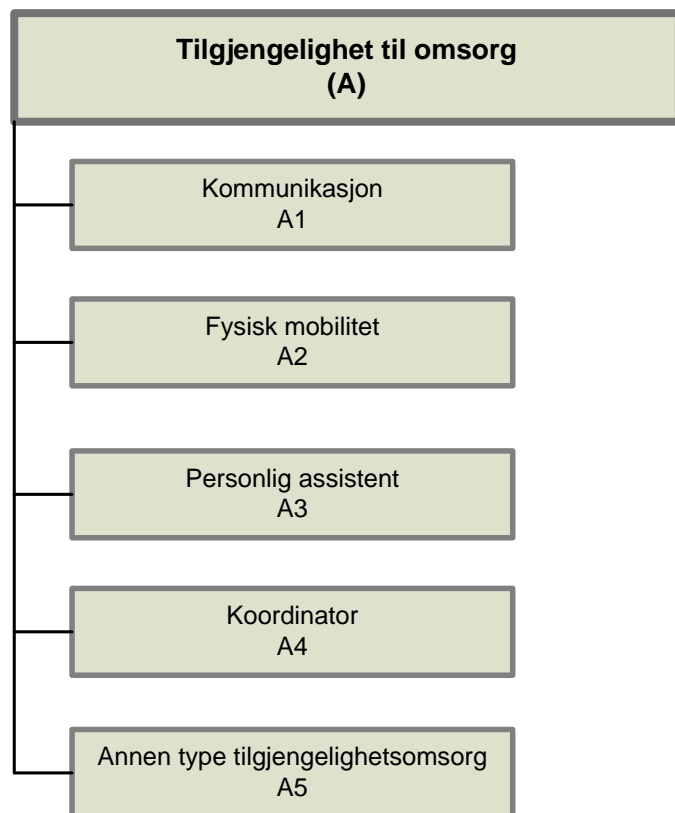 Tilgjengelighet til omsorg
(A)
Kommunikasjon
A1
Fysisk mobilitet
A2
Personlig assistent
A3
Koordinator
A4
Annen type tilgjengelighetsomsorg
A5